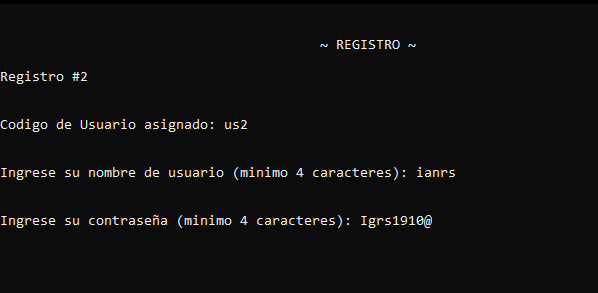 ~ REGISTRO ~
Registro #2
Codigo de Usuario asignado: us2
Ingrese su nombre de usuario (minimo 4 caracteres): ianrs
Ingrese su contraseña (minimo 4 caracteres): Igrs1910@